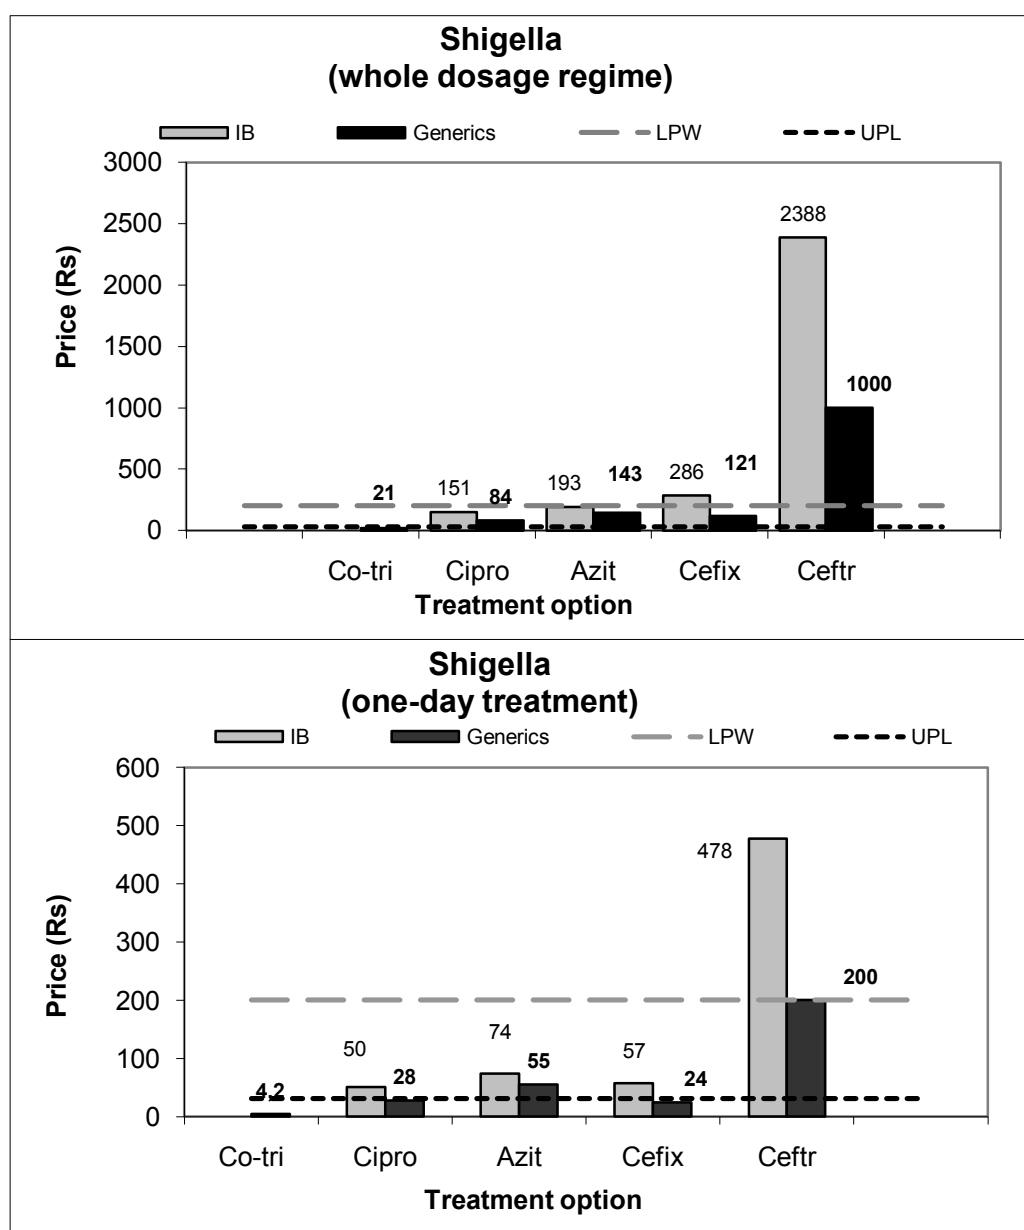 Shigella
(whole dosage regime)
IB Generics LPW UPL
3000
2500
2000
1500
1000
500
0
Price (Rs)
2388
1000
21
151
84
193
143
286
121
Co-tri Cipro Azit Cefix Ceftr
Treatment option
Shigella
(one-day treatment)
IB Generics LPW UPL
600
500
400
300
200
100
0
Price (Rs)
478
200
4.2
50
28
74
55
57
24
Co-tri Cipro Azit Cefix Ceftr
Treatment option